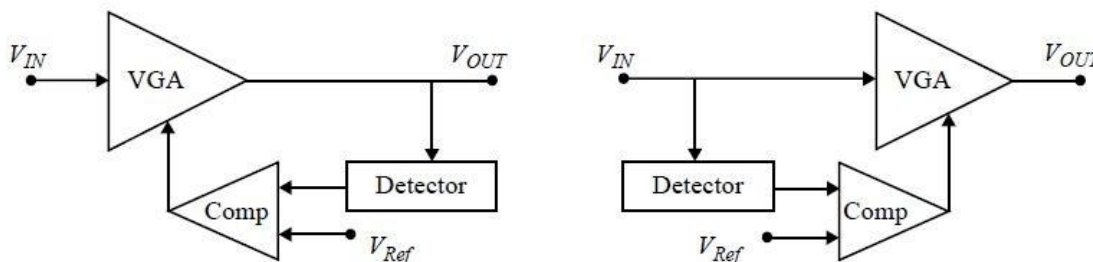 V_IN
VGA
V_OUT
Detector
Comp
V_Ref
V_IN
VGA
V_OUT
Detector
Comp
V_Ref